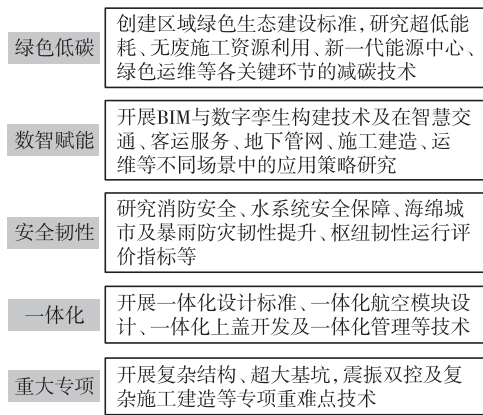 绿色低碳
创建区域绿色生态建设标准,研究超低能
耗、无废施工资源利用、新一代能源中心、
绿色运维等各关键环节的减碳技术
数智赋能
开展BIM与数字孪生构建技术及在智慧交
通、客运服务、地下管网、施工建造、运
维等不同场景中的应用策略研究
安全韧性
研究消防安全、水系统安全保障、海绵城
市及暴雨防灾韧性提升、枢纽韧性运行评
价指标等
一体化
开展一体化设计标准、一体化航空模块设
计、一体化上盖开发及一体化管理等技术
重大专项
开展复杂结构、超大基坑,震振双控及复
杂施工建造等专项重难点技术